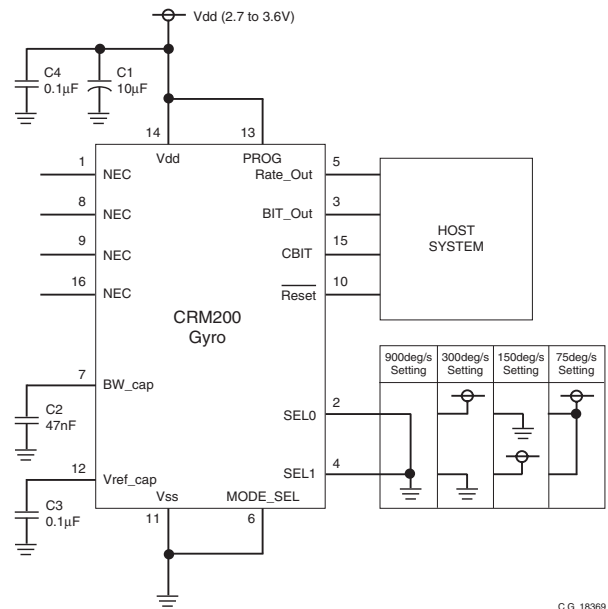 Vdd (2.7 to 3.6V)
C4
0.1μF
C1
10μF
14
13
Vdd
PROG
1
NEC
8
NEC
9
NEC
16
NEC
5
Rate_Out
3
BIT_Out
15
CBIT
10
Reset
HOST
SYSTEM
CRM200
Gyro
7
BW_cap
C2
47nF
12
Vref_cap
C3
0.1μF
2
SEL0
4
SEL1
Vss
MODE_SEL
11
6
900deg/s
Setting
300deg/s
Setting
150deg/s
Setting
75deg/s
Setting
C.G. 18369